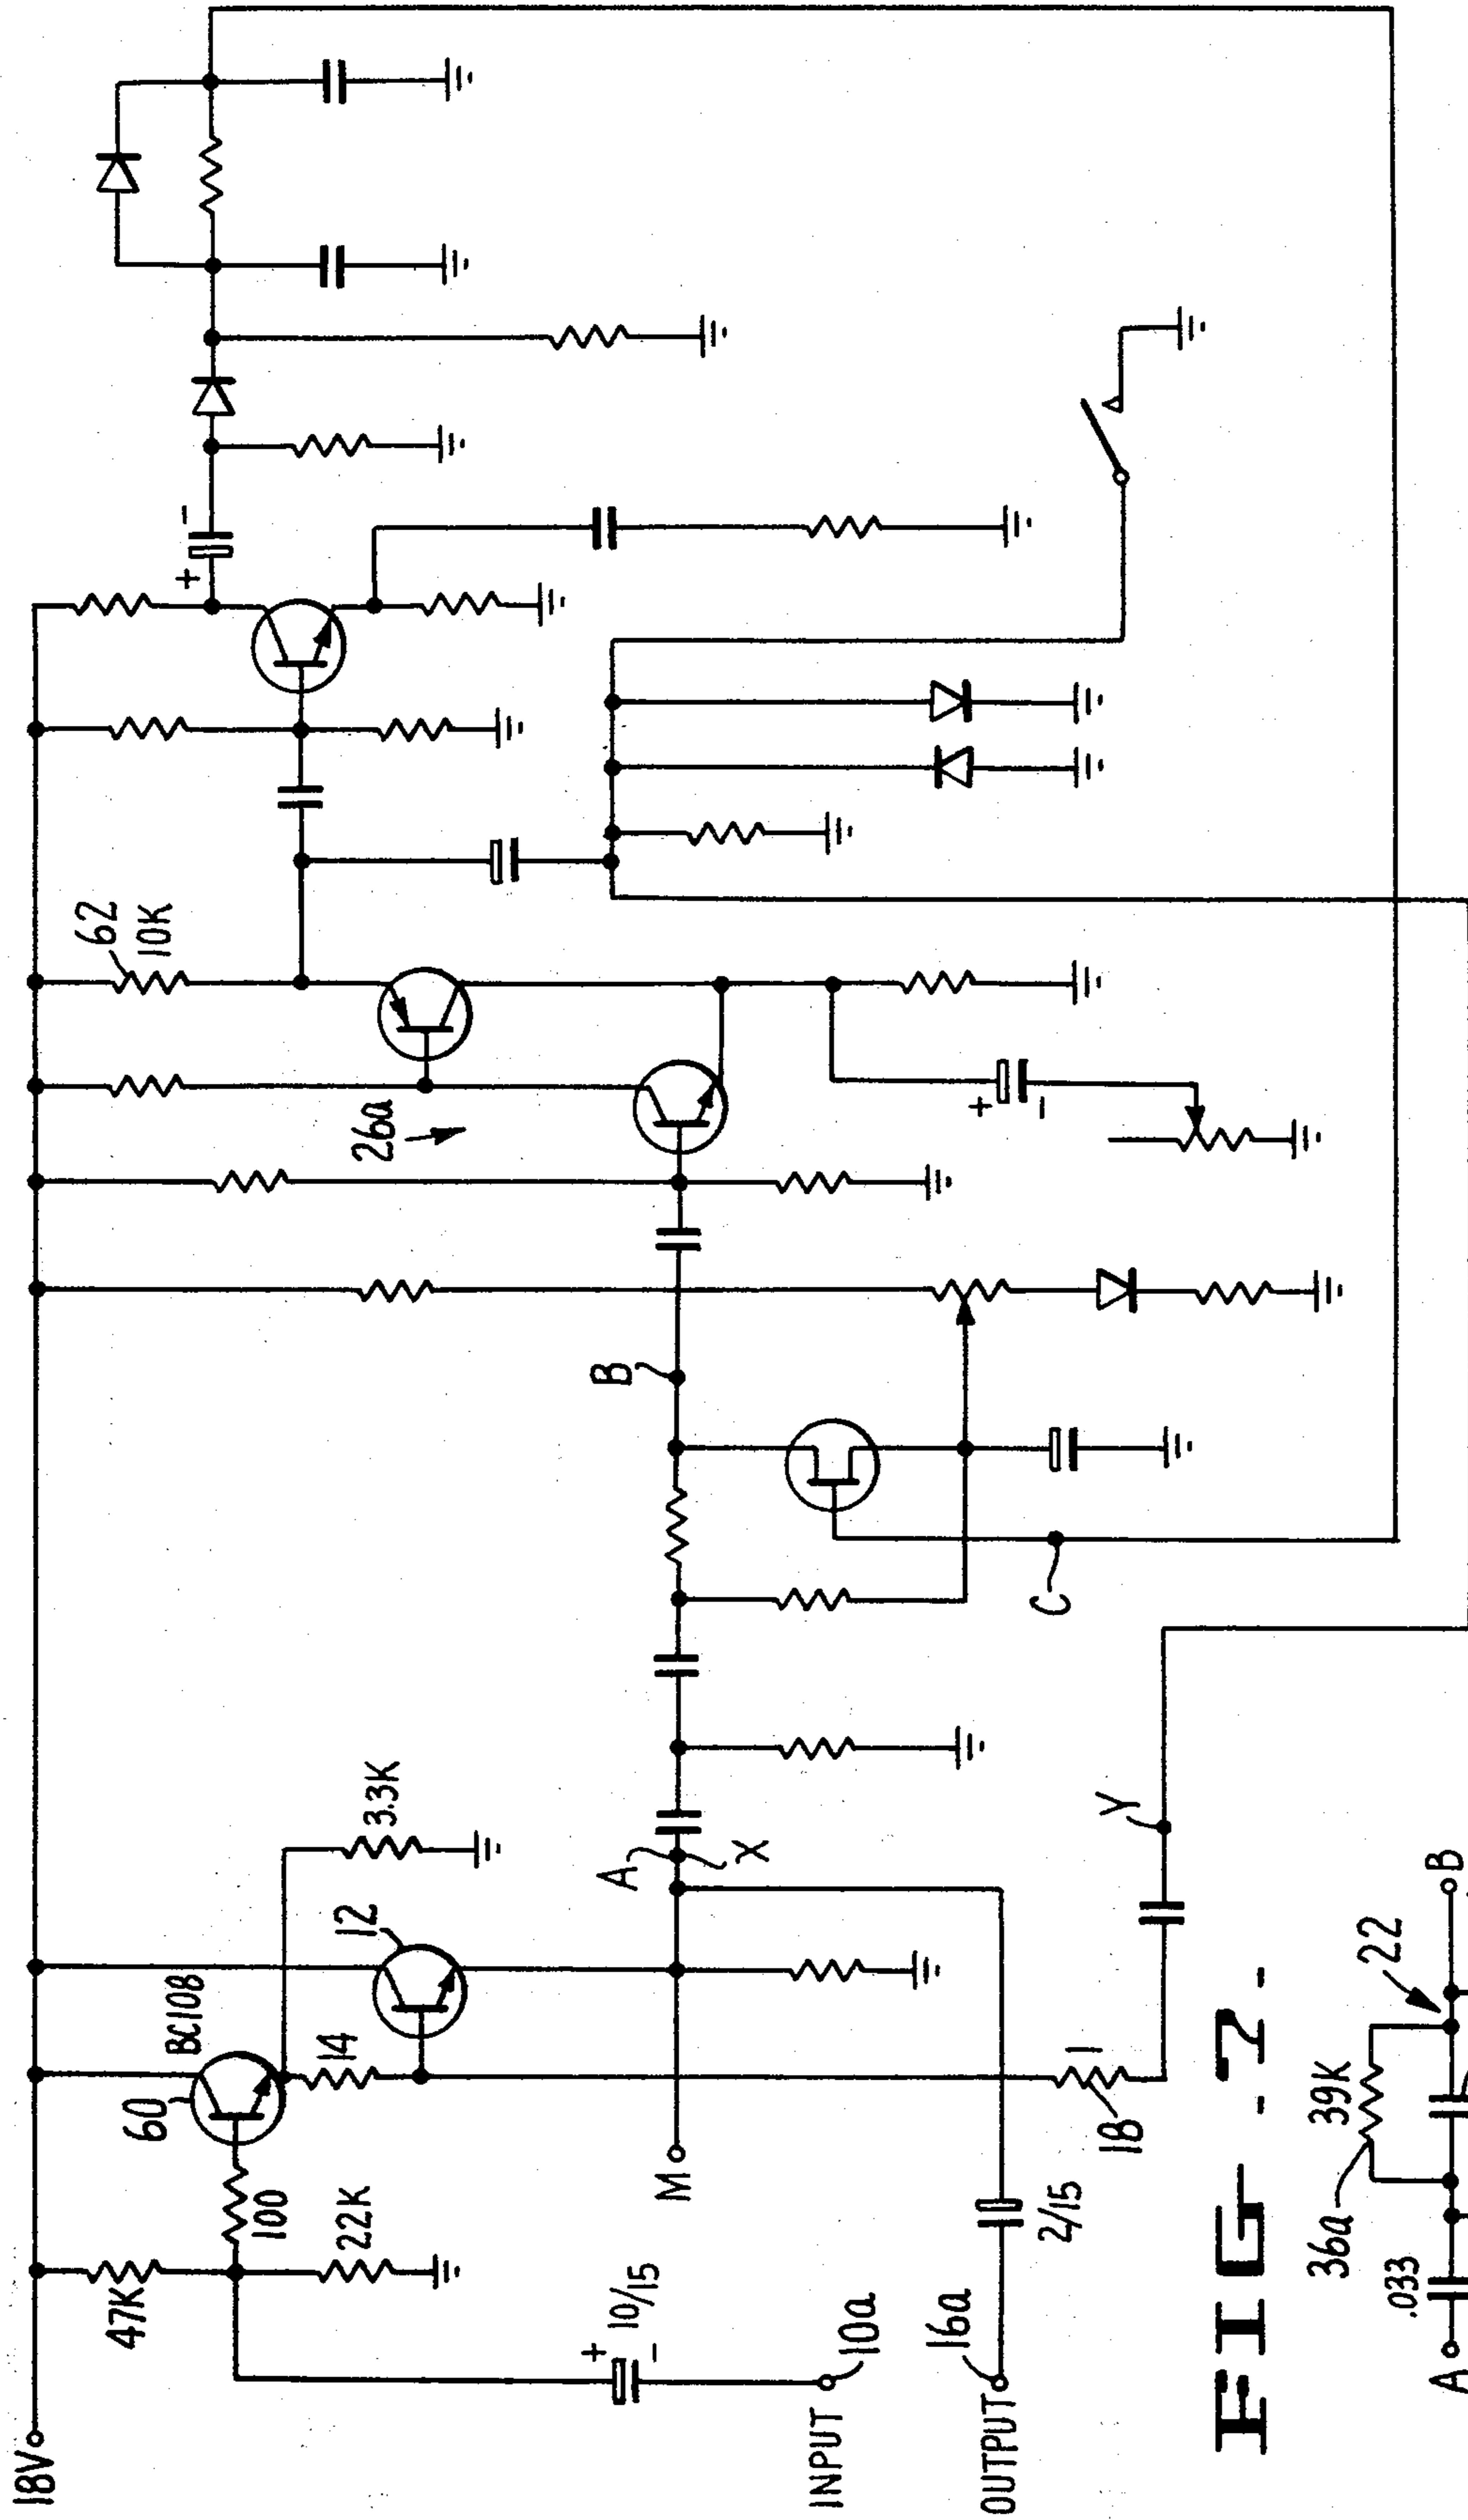 18V
47K
22K
100
60
BC108
14
12
3.3K
+
10/15
-
INPUT
10a
OUTPUT
16a
2/15
M
A
X
18
1
Y
C
B
26a
62
10K
+
-
+
-
FIG-7-
A
.033
36a
39K
22
B